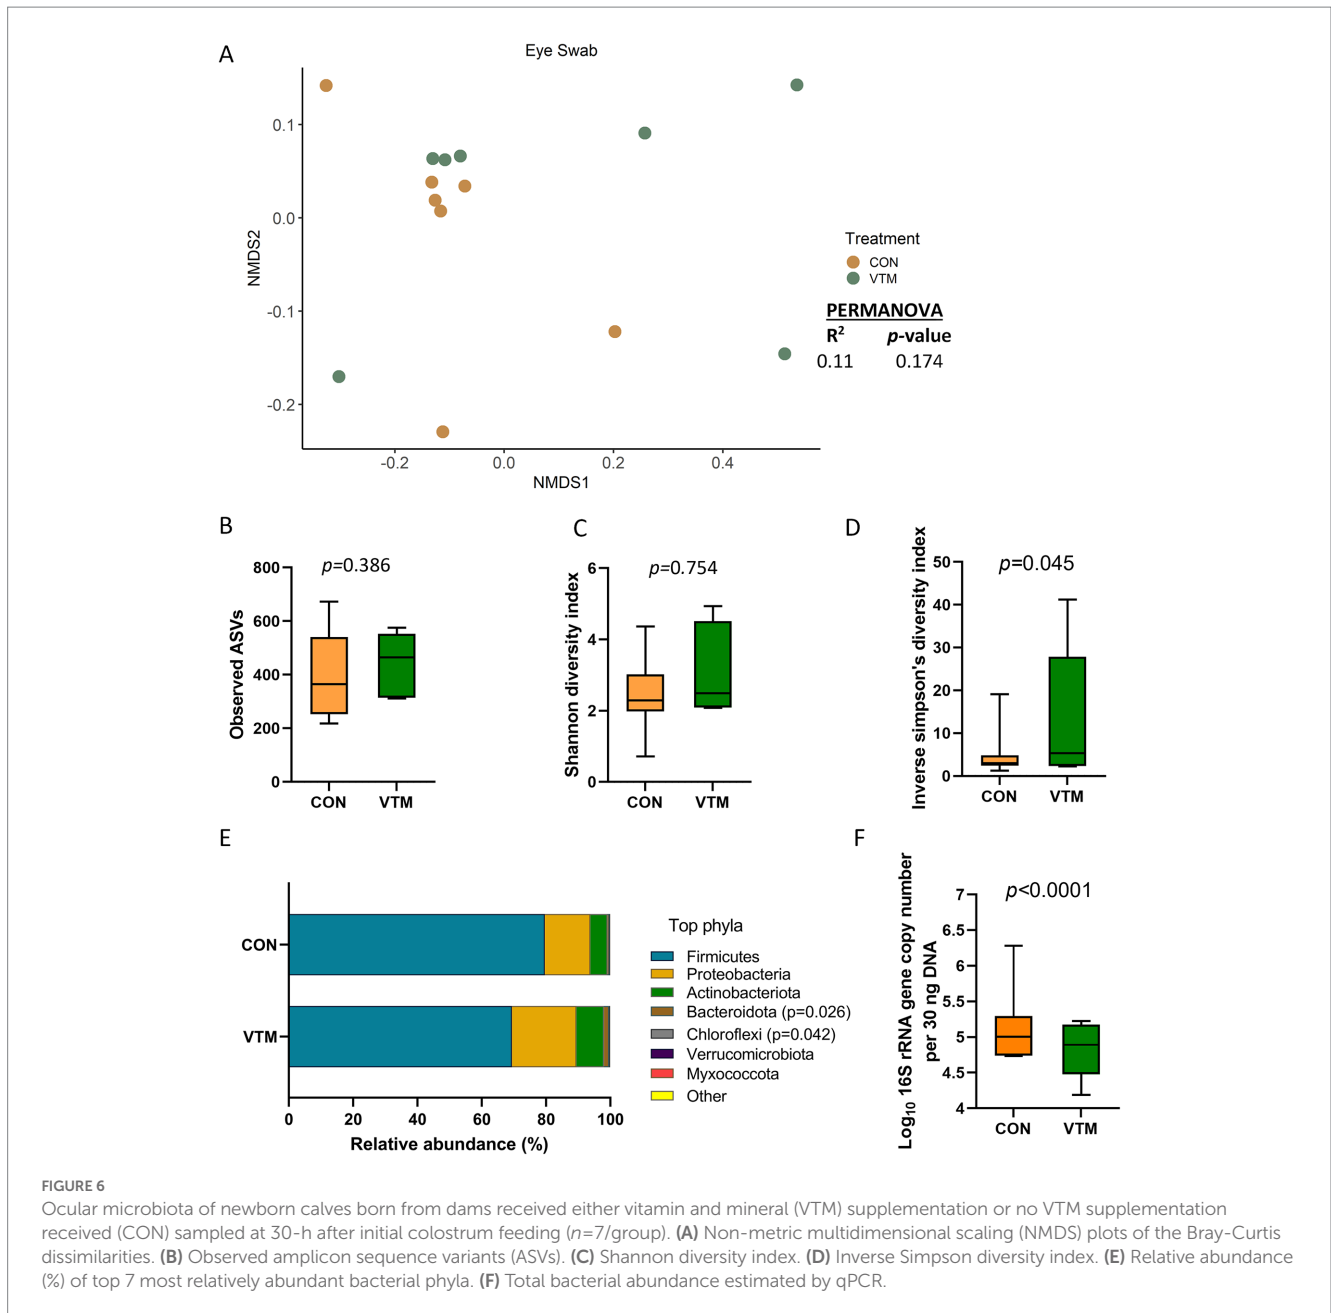 A
Eye Swab
0.1
0.0
-0.1
-0.2
NMDS2
-0.2 0.0 0.2 0.4
NMDS1
Treatment
CON
VTM
PERMANOVA
R² p-value
0.11 0.174
B
p=0.386
800
600
400
200
0
Observed ASVs
CON VTM
C
p=0.754
6
4
2
0
Shannon diversity index
CON VTM
D
p=0.045
50
40
30
20
10
0
Inverse simpson's diversity index
CON VTM
E
CON
VTM
0 20 40 60 80 100
Relative abundance (%)
Top phyla
Firmicutes
Proteobacteria
Actinobacteriota
Bacteroidota (p=0.026)
Chloroflexi (p=0.042)
Verrucomicrobiota
Myxococcota
Other
F
p<0.0001
7
6.5
6
5.5
5
4.5
4
Log₁₀ 16S rRNA gene copy number
per 30 ng DNA
CON VTM
FIGURE 6
Ocular microbiota of newborn calves born from dams received either vitamin and mineral (VTM) supplementation or no VTM supplementation
received (CON) sampled at 30-h after initial colostrum feeding (n=7/group). (A) Non-metric multidimensional scaling (NMDS) plots of the Bray-Curtis
dissimilarities. (B) Observed amplicon sequence variants (ASVs). (C) Shannon diversity index. (D) Inverse Simpson diversity index. (E) Relative abundance
(%) of top 7 most relatively abundant bacterial phyla. (F) Total bacterial abundance estimated by qPCR.